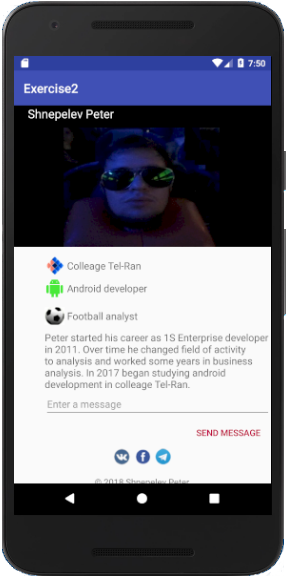 7:50
Exercise2
Shnepelev Peter
Colleage Tel-Ran
Android developer
Football analyst
Peter started his career as 1S Enterprise developer
in 2011. Over time he changed field of activity
to analysis and worked some years in business
analysis. In 2017 began studying android
development in colleage Tel-Ran.
Enter a message
SEND MESSAGE
© 2018 Shnepelev Peter